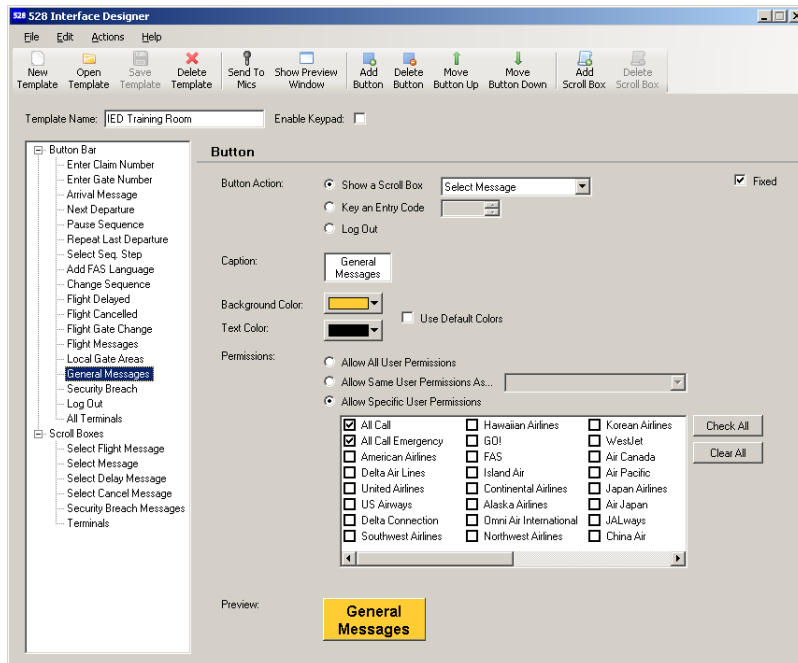 528 528 Interface Designer
File Edit Actions Help
New Template Open Template Save Template Delete Template Send To Mics Show Preview Window Add Button Delete Button Move Button Up Move Button Down Add Scroll Box Delete Scroll Box
Template Name: IED Training Room Enable Keypad:
Button Bar
Enter Claim Number
Enter Gate Number
Arrival Message
Next Departure
Pause Sequence
Repeat Last Departure
Select Seq. Step
Add FAS Language
Change Sequence
Flight Delayed
Flight Cancelled
Flight Gate Change
Flight Messages
Local Gate Areas
General Messages
Security Breach
Log Out
All Terminals
Scroll Boxes
Select Flight Message
Select Message
Select Delay Message
Select Cancel Message
Security Breach Messages
Terminals
Button
Button Action: Show a Scroll Box Select Message Fixed
Key an Entry Code
Log Out
Caption: General
Messages
Background Color:
Use Default Colors
Text Color:
Permissions: Allow All User Permissions
Allow Same User Permissions As...
Allow Specific User Permissions
All Call Hawaiian Airlines Korean Airlines Check All
All Call Emergency GO! WestJet
American Airlines FAS Air Canada Clear All
Delta Air Lines Island Air Air Pacific
United Airlines Continental Airlines Japan Airlines
US Airways Alaska Airlines Air Japan
Delta Connection Omni Air International JALways
Southwest Airlines Northwest Airlines China Air
Preview: General
Messages